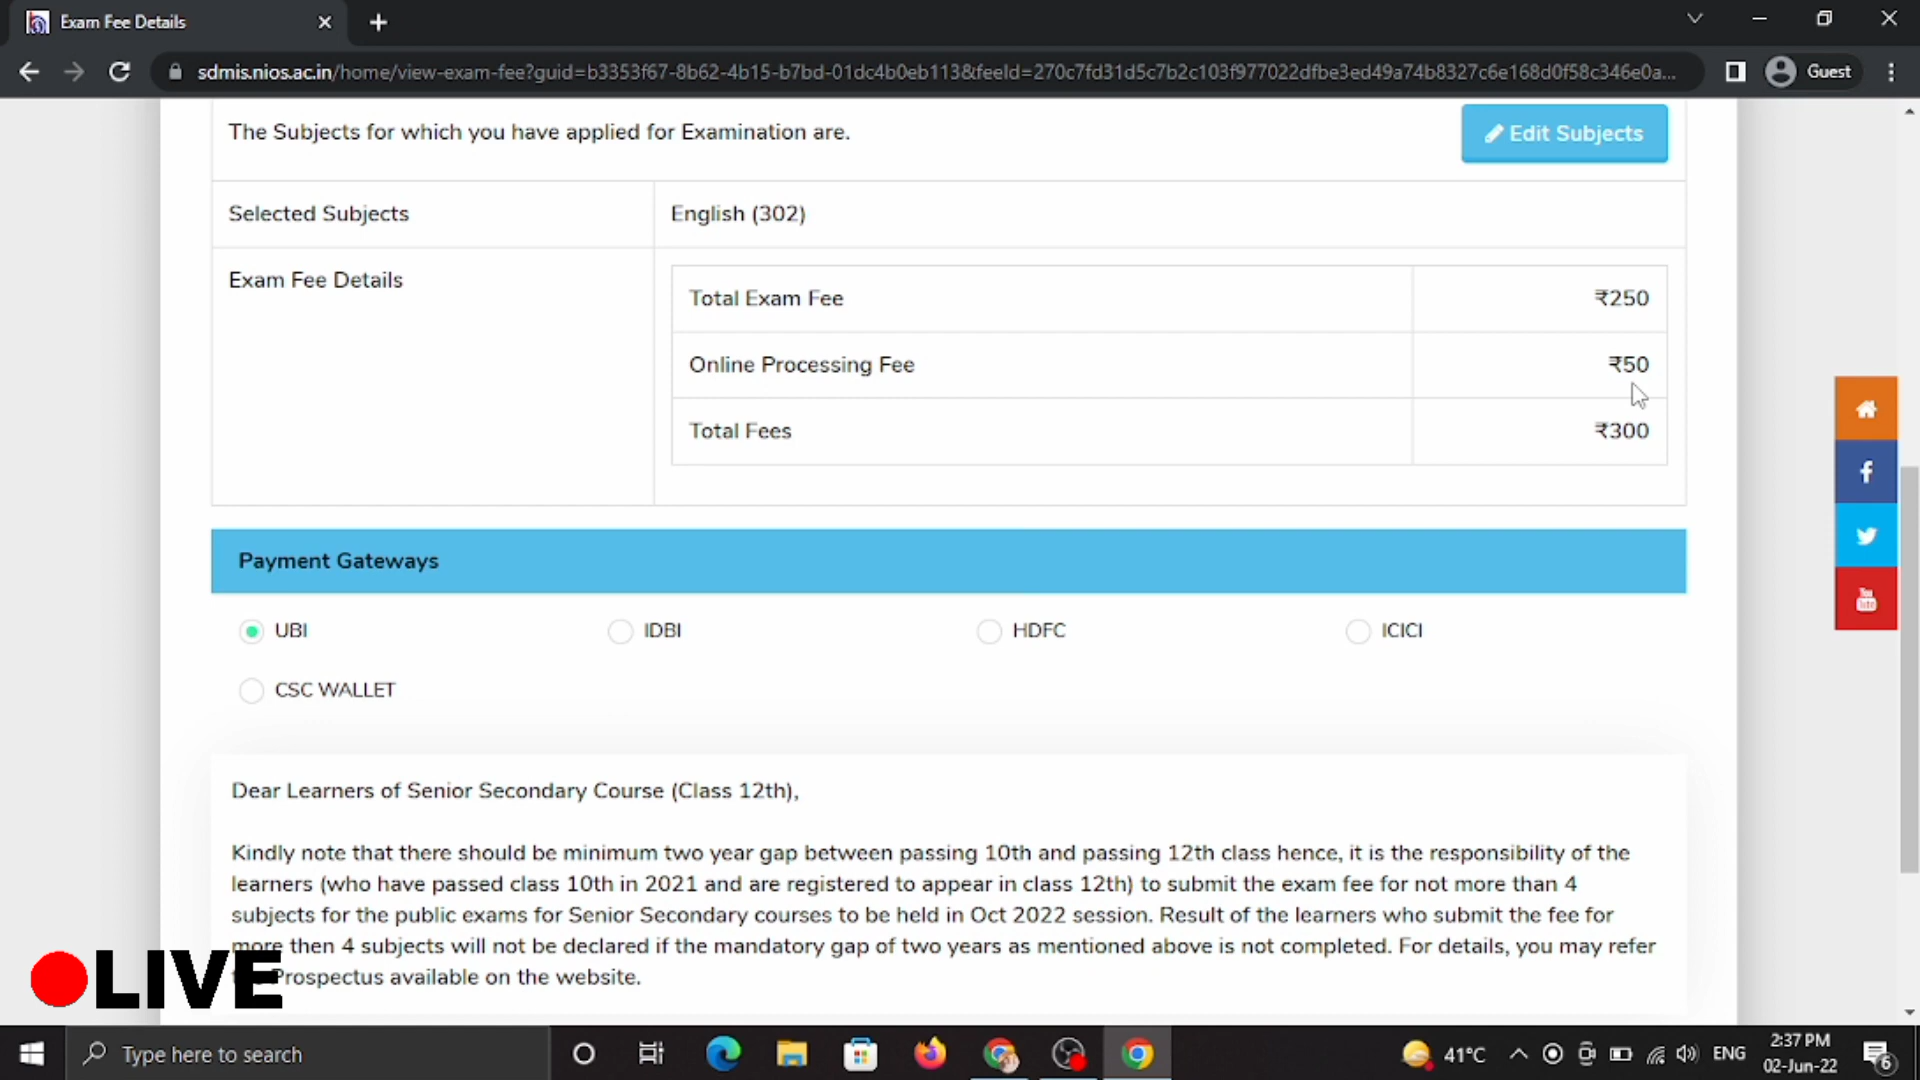 Exam Fee Details
sdmis.nios.ac.in/home/view-exam-fee?guid=b3353f67-8b62-4b15-b7bd-01dc4b0eb113&feeId=270c7fd31d5c7b2c103f977022dfbe3ed49a74b8327c6e168d0f58c346e0a...
Guest
The Subjects for which you have applied for Examination are.
Edit Subjects
Selected Subjects English (302)
Exam Fee Details
Total Exam Fee ₹250
Online Processing Fee ₹50
Total Fees ₹300
Payment Gateways
UBI IDBI HDFC ICICI
CSC WALLET
You Tube
Dear Learners of Senior Secondary Course (Class 12th),
Kindly note that there should be minimum two year gap between passing 10th and passing 12th class hence, it is the responsibility of the
learners (who have passed class 10th in 2021 and are registered to appear in class 12th) to submit the exam fee for not more than 4
subjects for the public exams for Senior Secondary courses to be held in Oct 2022 session. Result of the learners who submit the fee for
more then 4 subjects will not be declared if the mandatory gap of two years as mentioned above is not completed. For details, you may refer
Prospectus available on the website.
LIVE
Type here to search
41°C
ENG
2:37 PM
02-Jun-22
6